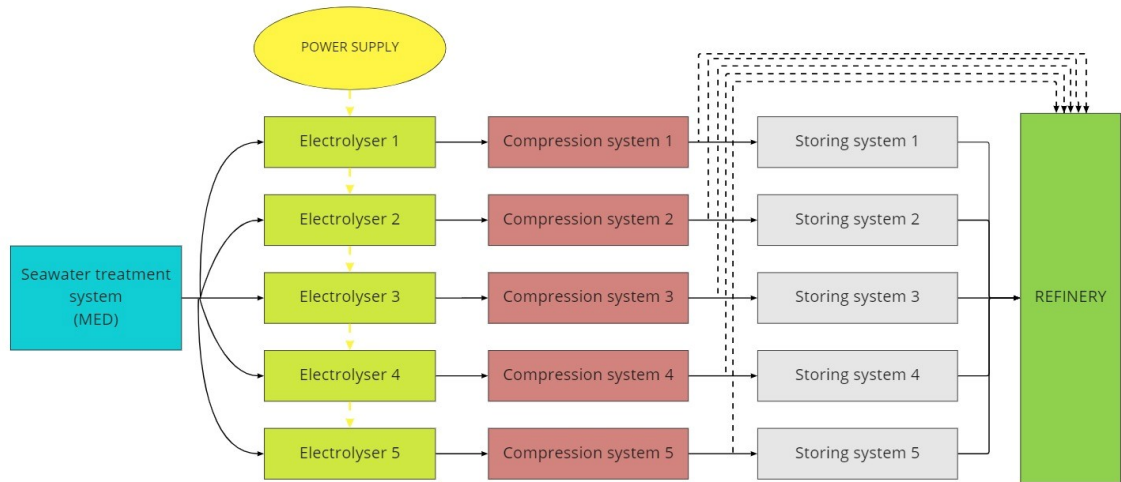 POWER SUPPLY
Electrolyser 1
Compression system 1
Storing system 1
Electrolyser 2
Compression system 2
Storing system 2
Seawater treatment
system
(MED)
Electrolyser 3
Compression system 3
Storing system 3
REFINERY
Electrolyser 4
Compression system 4
Storing system 4
Electrolyser 5
Compression system 5
Storing system 5